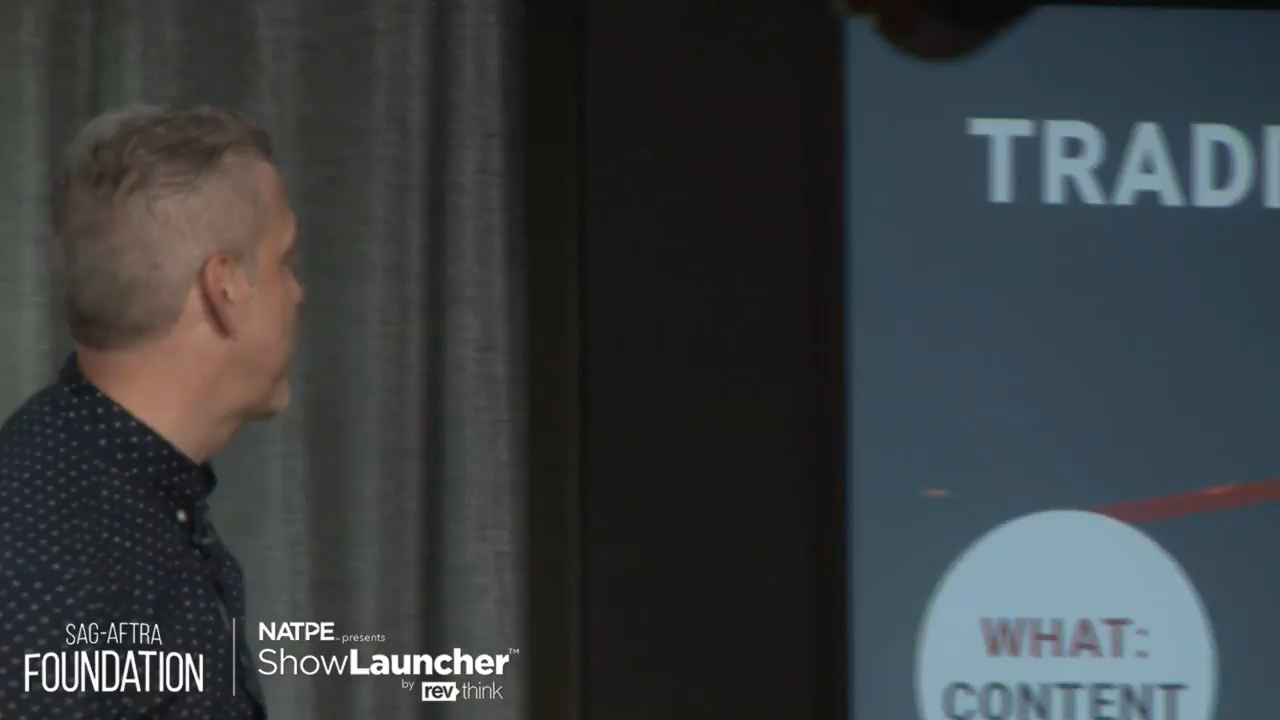 TRADI
WHAT:
CONTENT
SAG-AFTRA
FOUNDATION
NATPE presents
ShowLauncher™
by rev think